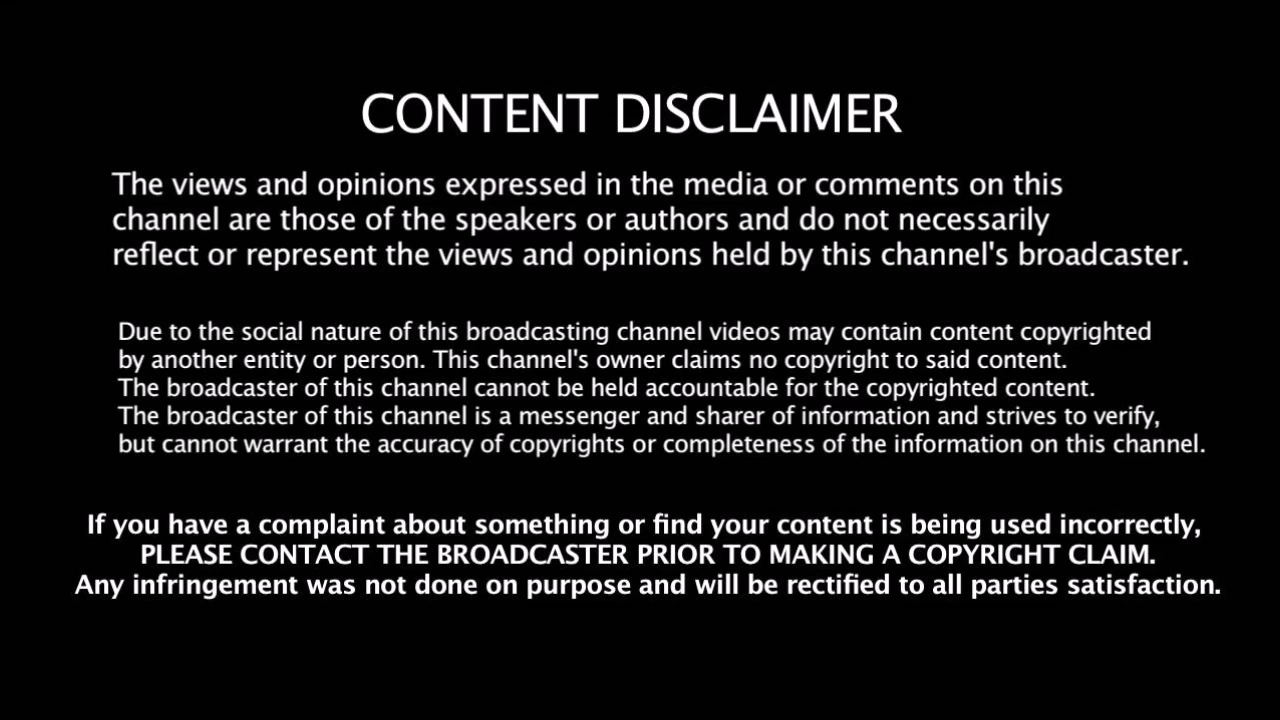 CONTENT DISCLAIMER
The views and opinions expressed in the media or comments on this
channel are those of the speakers or authors and do not necessarily
reflect or represent the views and opinions held by this channel's broadcaster.
Due to the social nature of this broadcasting channel videos may contain content copyrighted
by another entity or person. This channel's owner claims no copyright to said content.
The broadcaster of this channel cannot be held accountable for the copyrighted content.
The broadcaster of this channel is a messenger and sharer of information and strives to verify,
but cannot warrant the accuracy of copyrights or completeness of the information on this channel.
If you have a complaint about something or find your content is being used incorrectly,
PLEASE CONTACT THE BROADCASTER PRIOR TO MAKING A COPYRIGHT CLAIM.
Any infringement was not done on purpose and will be rectified to all parties satisfaction.